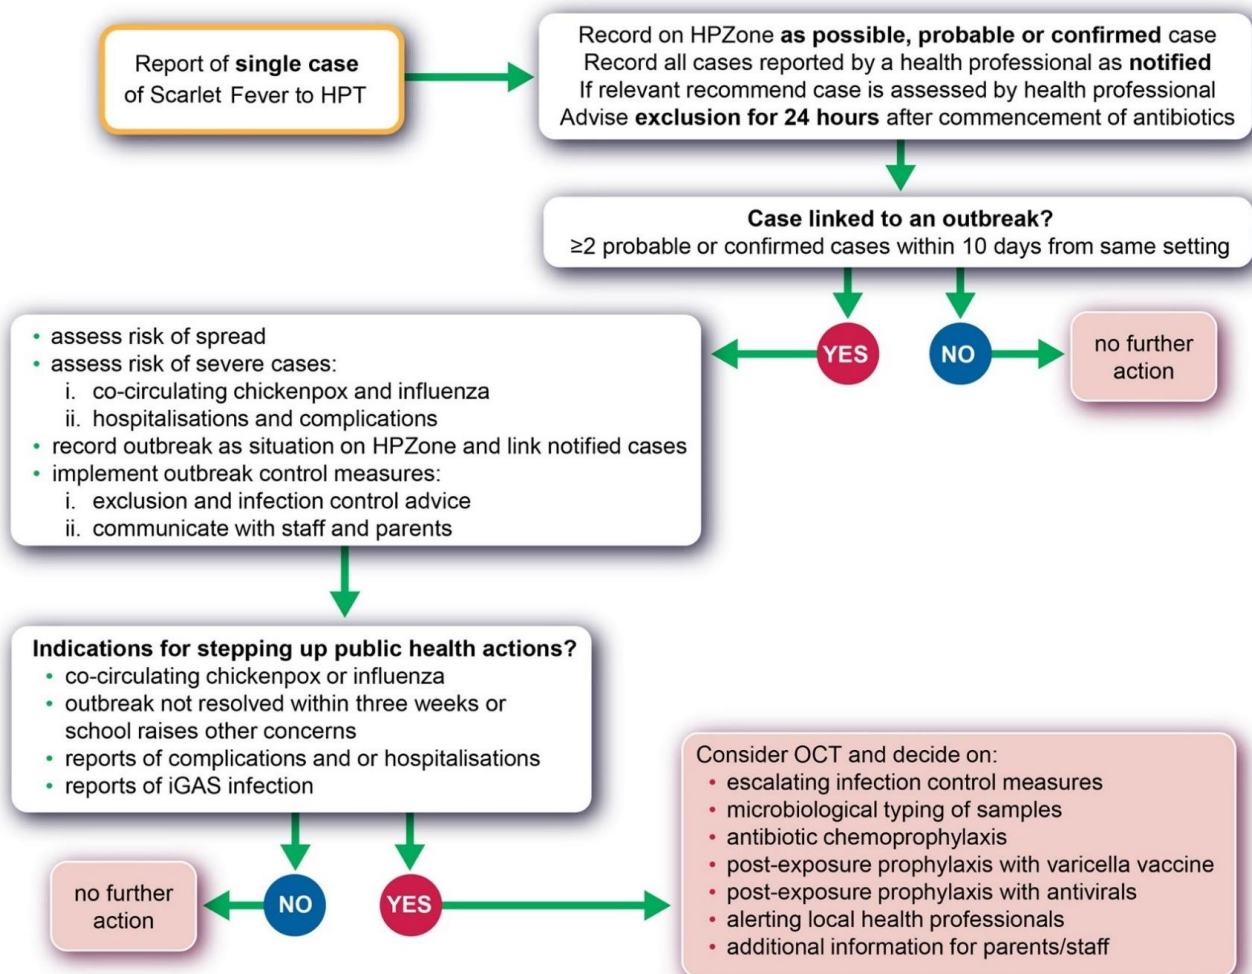 Report of single case
of Scarlet Fever to HPT
Record on HPZone as possible, probable or confirmed case
Record all cases reported by a health professional as notified
If relevant recommend case is assessed by health professional
Advise exclusion for 24 hours after commencement of antibiotics
Case linked to an outbreak?
≥2 probable or confirmed cases within 10 days from same setting
YES
NO
no further
action
• assess risk of spread
• assess risk of severe cases:
i. co-circulating chickenpox and influenza
ii. hospitalisations and complications
• record outbreak as situation on HPZone and link notified cases
• implement outbreak control measures:
i. exclusion and infection control advice
ii. communicate with staff and parents
Indications for stepping up public health actions?
• co-circulating chickenpox or influenza
• outbreak not resolved within three weeks or
school raises other concerns
• reports of complications and or hospitalisations
• reports of iGAS infection
no further
action
NO
YES
Consider OCT and decide on:
• escalating infection control measures
• microbiological typing of samples
• antibiotic chemoprophylaxis
• post-exposure prophylaxis with varicella vaccine
• post-exposure prophylaxis with antivirals
• alerting local health professionals
• additional information for parents/staff